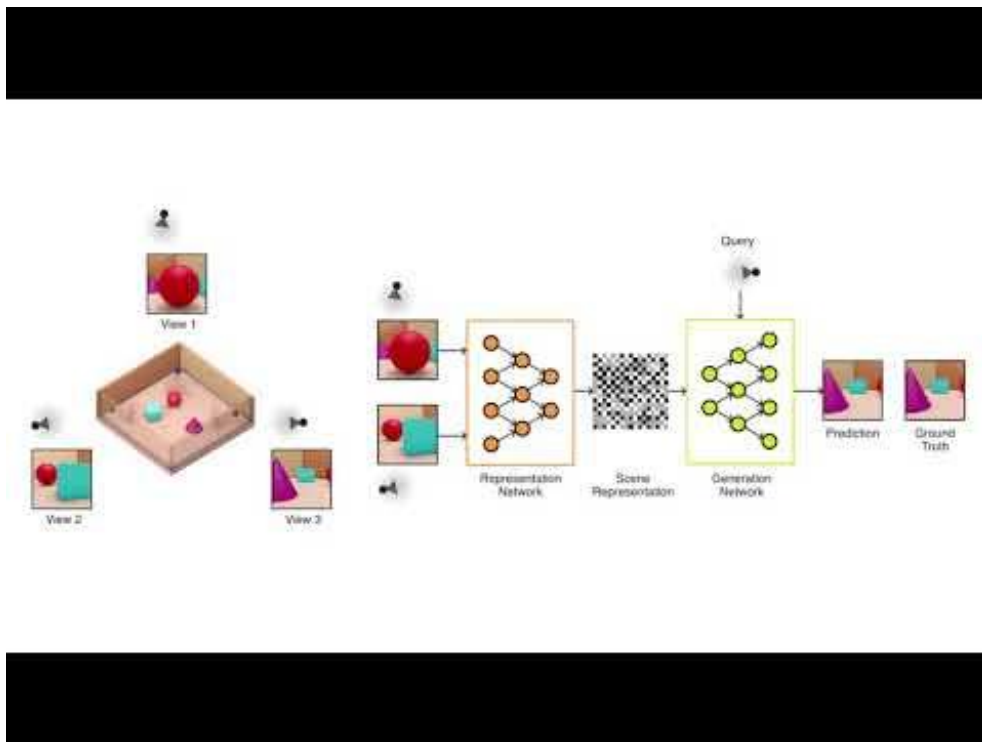 View 1
View 2
View 3
Query
Representation
Network
Scene
Representation
Generation
Network
Prediction
Ground
Truth